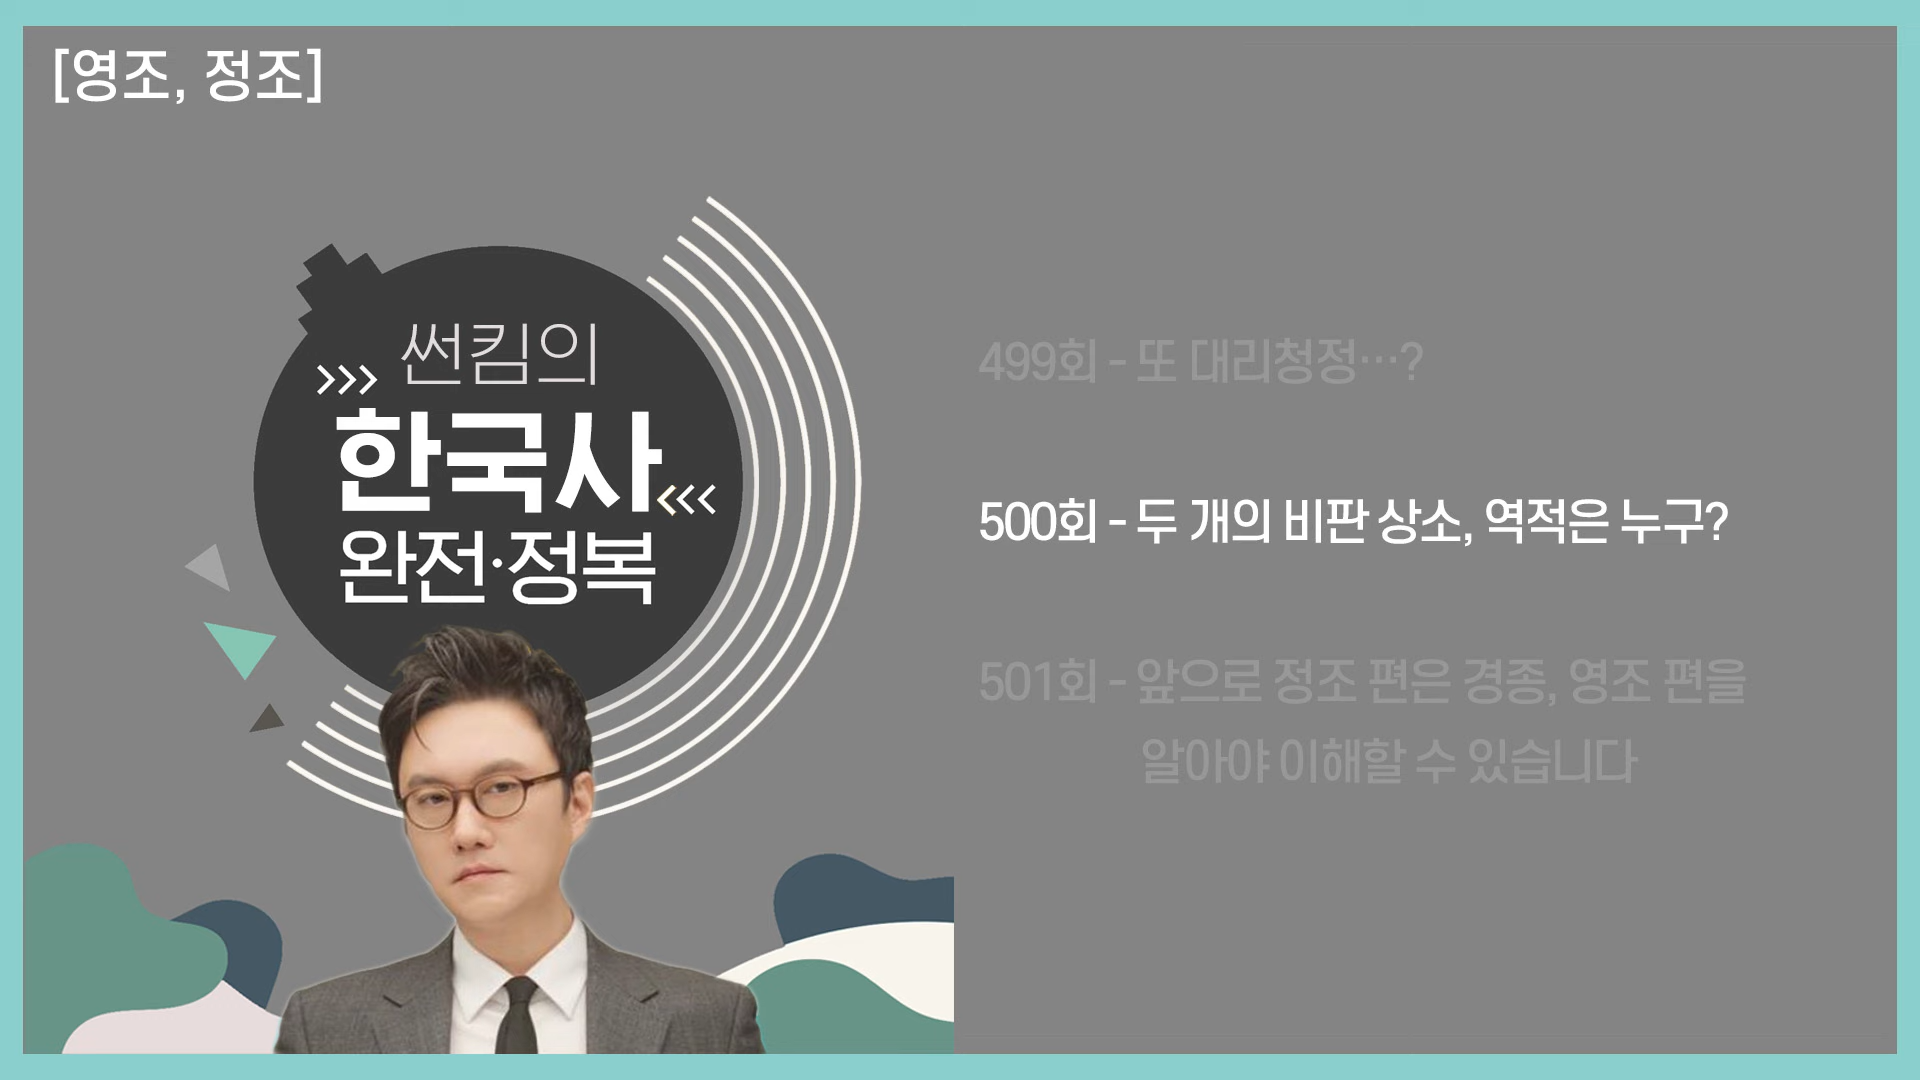 [영조, 정조]
썬킴의
>>> 한국사 <<<
완전·정복
499회 - 또 대리청정…?
500회 - 두 개의 비판 상소, 역적은 누구?
501회 - 앞으로 정조 편은 경종, 영조 편을
알아야 이해할 수 있습니다